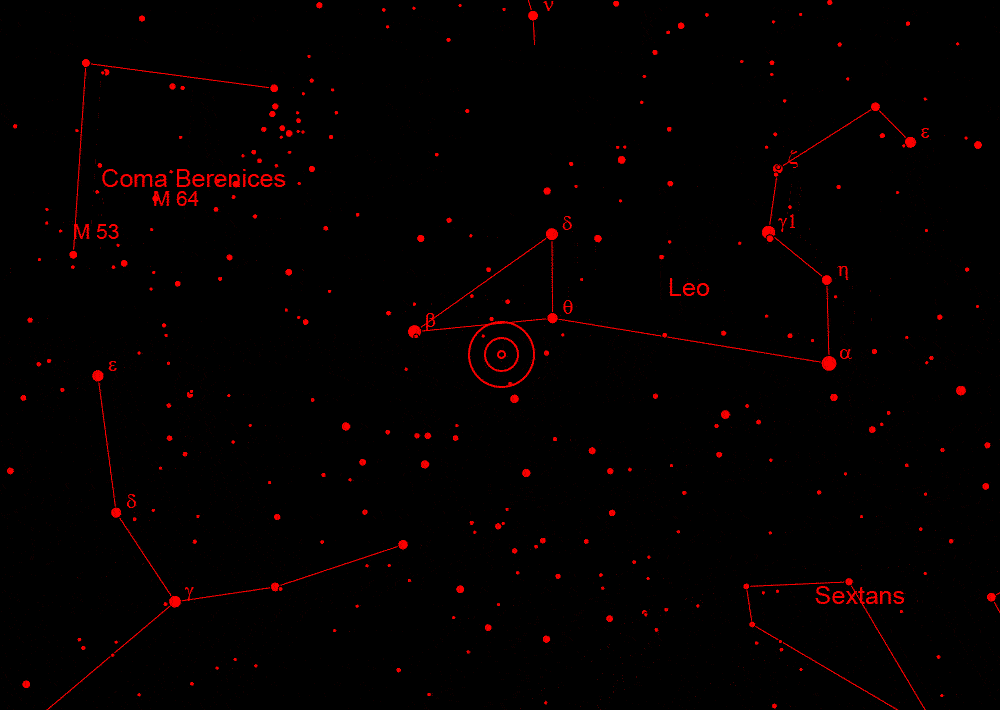 ν
ε
ξ
Coma Berenices
M 64
γ1
δ
M 53
η
Leo
θ
β
α
ε
δ
γ
Sextans